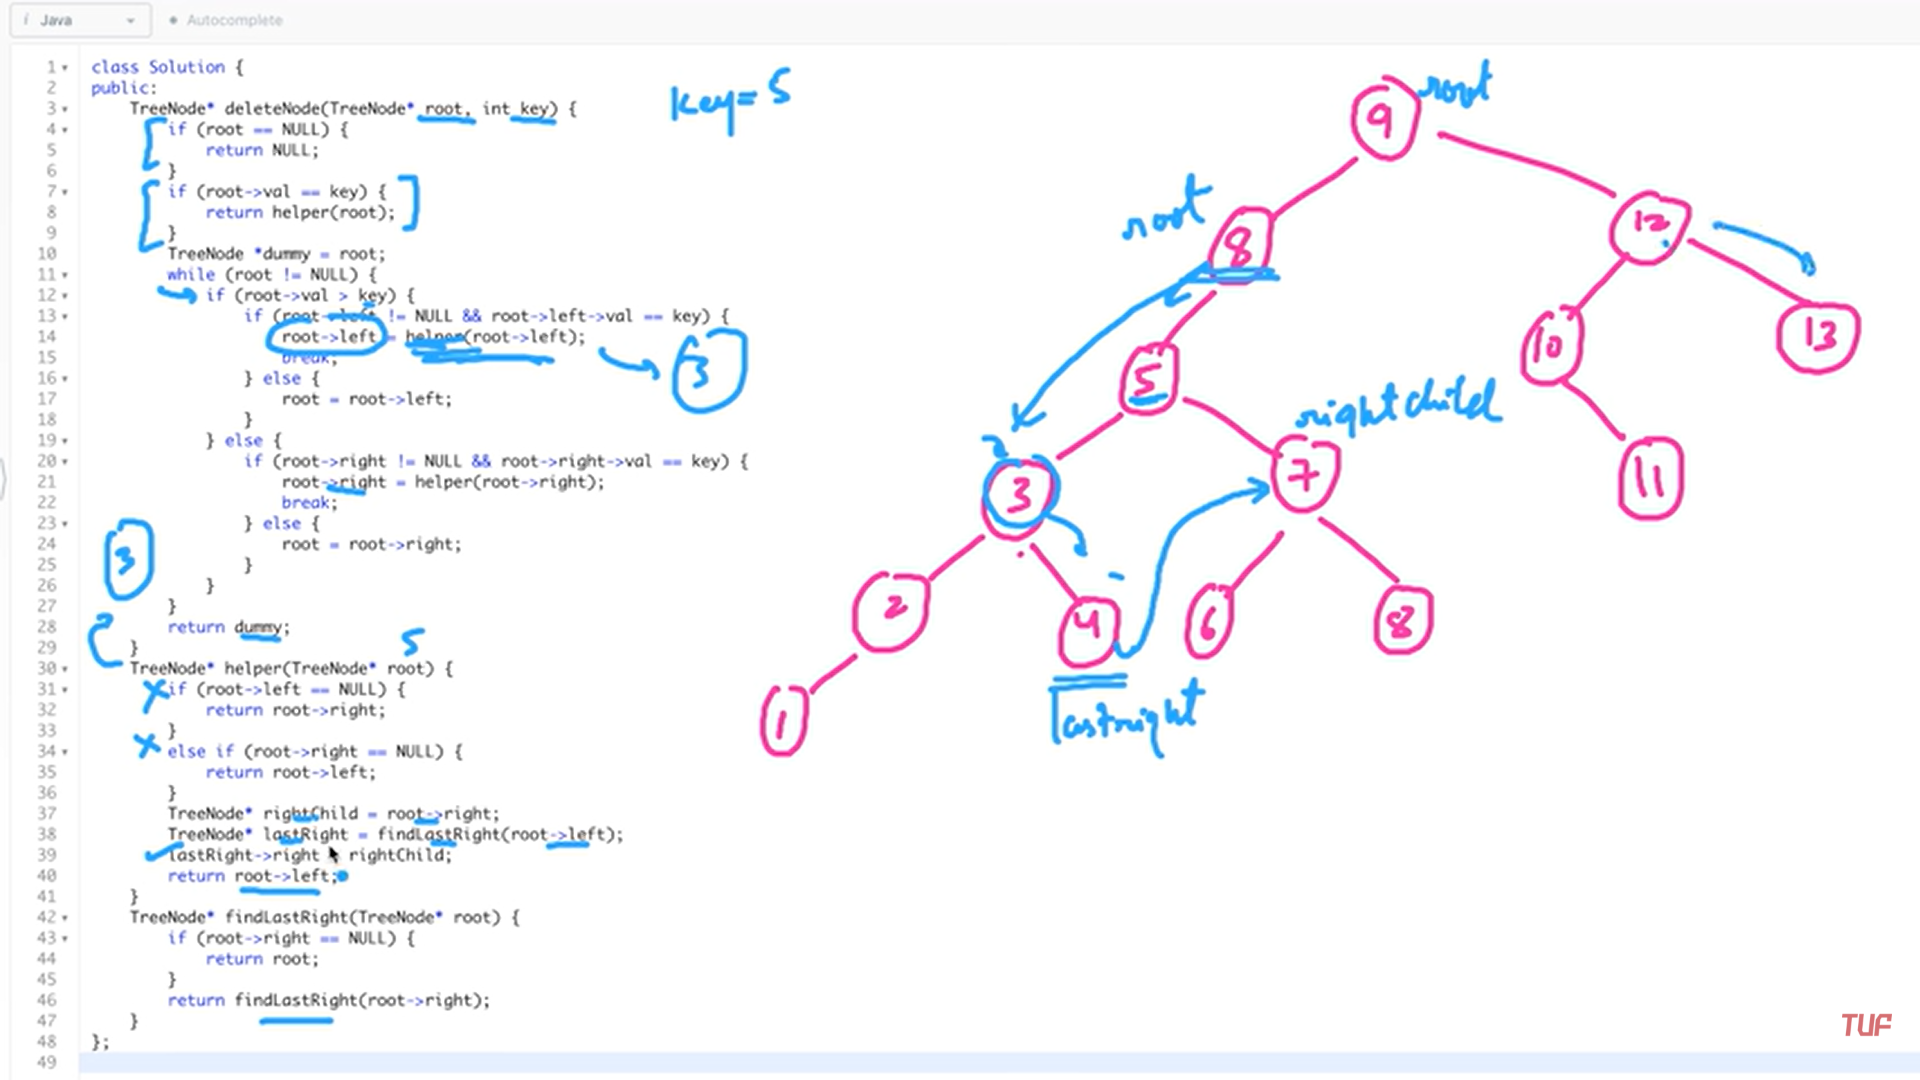 i Java
Autocomplete
1 class Solution {
2 public:
3 TreeNode* deleteNode(TreeNode* root, int key) {
4 if (root == NULL) {
5 return NULL;
6 }
7 if (root->val == key) {
8 return helper(root);
9 }
10 TreeNode *dummy = root;
11 while (root != NULL) {
12 if (root->val > key) {
13 if (root->left != NULL && root->left->val == key) {
14 root->left = helper(root->left);
15 break;
16 } else {
17 root = root->left;
18 }
19 } else {
20 if (root->right != NULL && root->right->val == key) {
21 root->right = helper(root->right);
22 break;
23 } else {
24 root = root->right;
25 }
26 }
27 }
28 return dummy;
29 }
30 TreeNode* helper(TreeNode* root) {
31 if (root->left == NULL) {
32 return root->right;
33 }
34 else if (root->right == NULL) {
35 return root->left;
36 }
37 TreeNode* rightChild = root->right;
38 TreeNode* lastRight = findLastRight(root->left);
39 lastRight->right rightChild;
40 return root->left;
41 }
42 TreeNode* findLastRight(TreeNode* root) {
43 if (root->right == NULL) {
44 return root;
45 }
46 return findLastRight(root->right);
47 }
48 };
49
key = 5
3
3
5
root
9
root
8
12
5
10
13
right child
3
7
11
2
4
6
8
1
last right
TUF